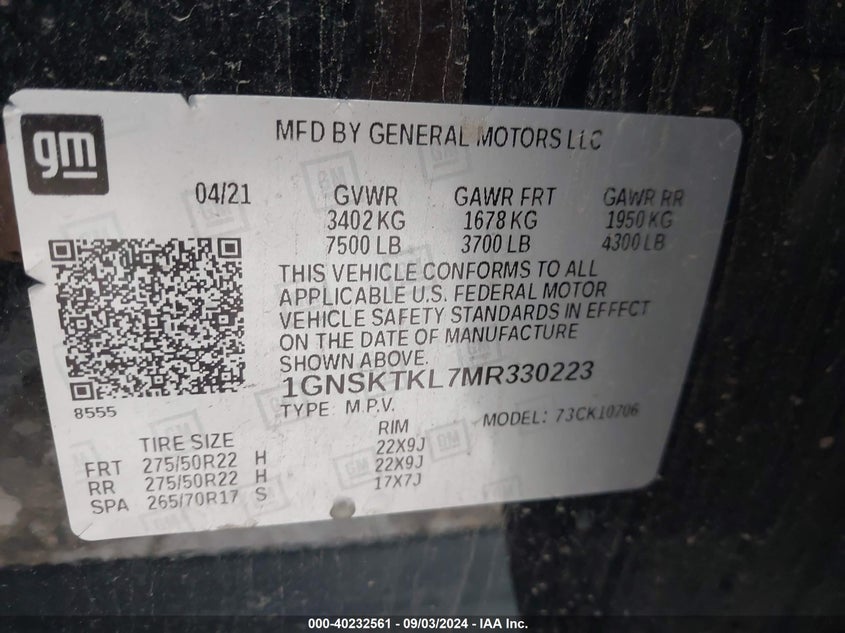 gm
MFD BY GENERAL MOTORS LLC
04/21 GVWR GAWR FRT GAWR RR
3402 KG 1678 KG 1950 KG
7500 LB 3700 LB 4300 LB
THIS VEHICLE CONFORMS TO ALL
APPLICABLE U.S. FEDERAL MOTOR
VEHICLE SAFETY STANDARDS IN EFFECT
ON THE DATE OF MANUFACTURE
SHOWN ABOVE.
1GNSKTKL7MR330223
8555
TYPE: M.P.V. MODEL: 73CK10706
TIRE SIZE RIM
FRT 275/50R22 H 22X9J
RR 275/50R22 H 22X9J
SPA 265/70R17 S 17X7J
000-40232561 - 09/03/2024 - IAA Inc.